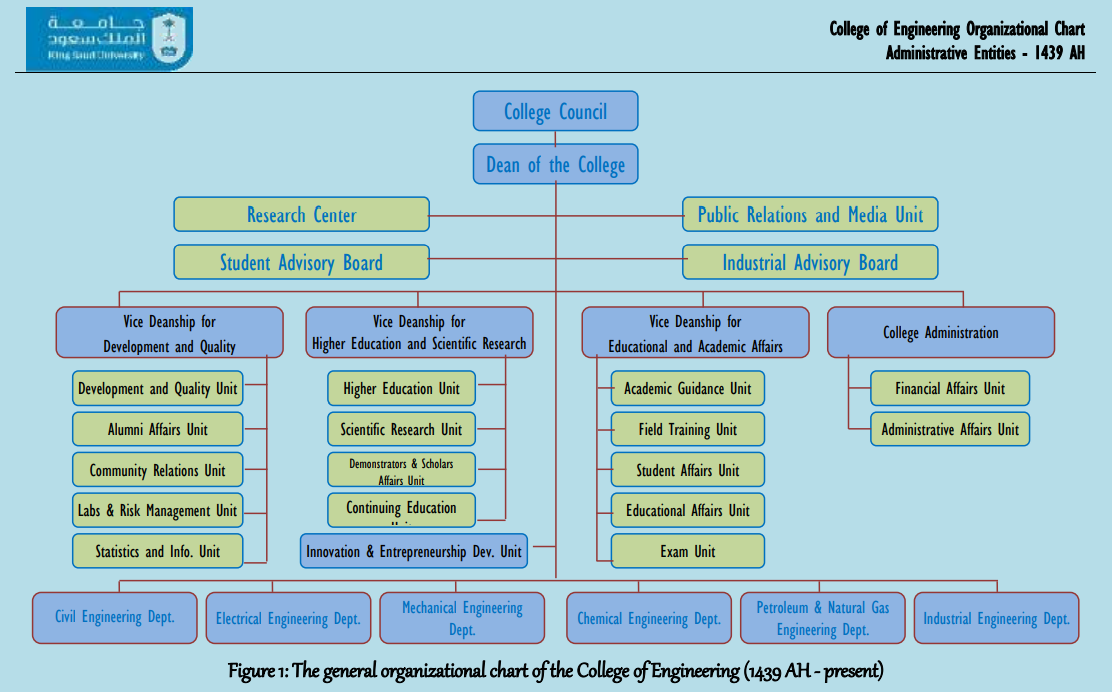 جامعة
الملك سعود
King Saud University
College of Engineering Organizational Chart
Administrative Entities - 1439 AH
College Council
Dean of the College
Research Center
Public Relations and Media Unit
Student Advisory Board
Industrial Advisory Board
Vice Deanship for
Development and Quality
Vice Deanship for
Higher Education and Scientific Research
Vice Deanship for
Educational and Academic Affairs
College Administration
Development and Quality Unit
Higher Education Unit
Academic Guidance Unit
Financial Affairs Unit
Alumni Affairs Unit
Scientific Research Unit
Field Training Unit
Administrative Affairs Unit
Community Relations Unit
Demonstrators & Scholars
Affairs Unit
Student Affairs Unit
Labs & Risk Management Unit
Continuing Education
Educational Affairs Unit
Statistics and Info. Unit
Innovation & Entrepreneurship Dev. Unit
Exam Unit
Civil Engineering Dept.
Electrical Engineering Dept.
Mechanical Engineering
Dept.
Chemical Engineering Dept.
Petroleum & Natural Gas
Engineering Dept.
Industrial Engineering Dept.
Figure 1: The general organizational chart of the College of Engineering (1439 AH - present)